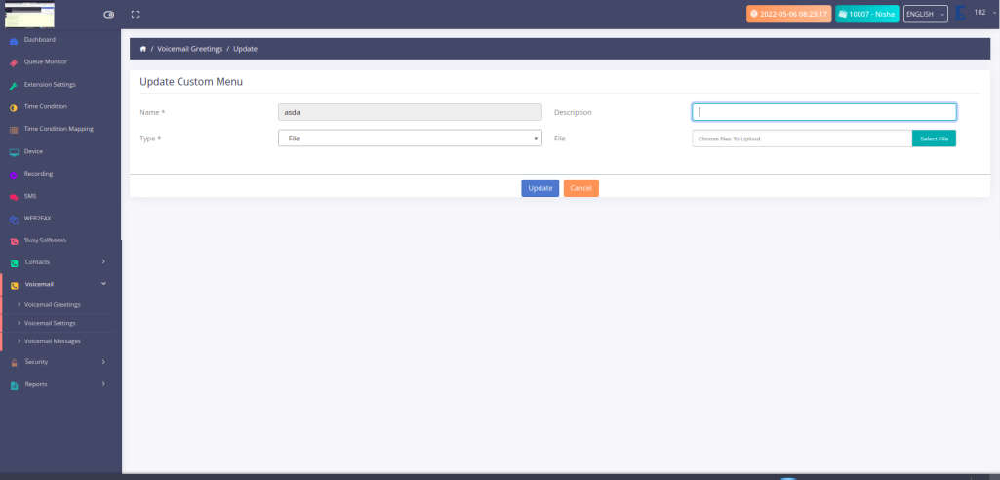 2022-05-06 08:29:17
10007 - Nisha
ENGLISH
102
Dashboard
Queue Monitor
Extension Settings
Time Condition
Time Condition Mapping
Device
Recording
SMS
WEB2FAX
Busy Callbacks
Contacts
Voicemail
Voicemail Greetings
Voicemail Settings
Voicemail Messages
Security
Reports
/ Voicemail Greetings / Update
Update Custom Menu
Name * asda Description
Type * File File Choose files To Upload Select File
Update Cancel